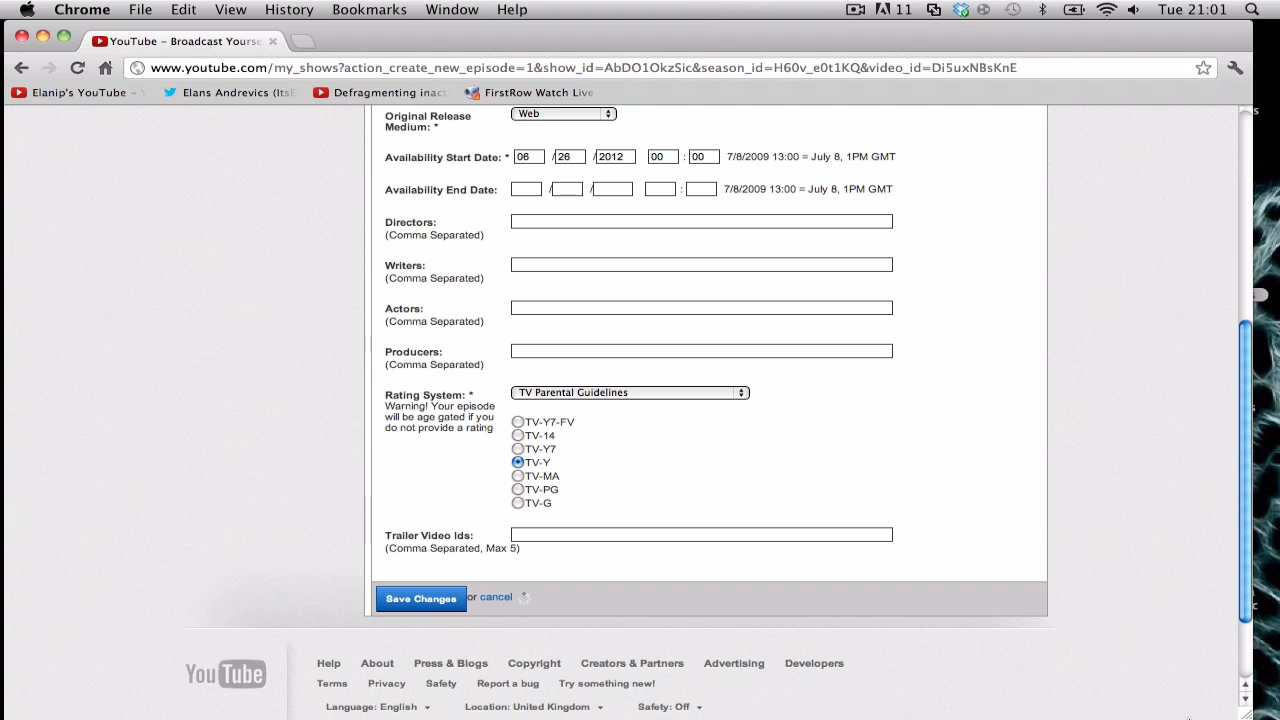 Chrome File Edit View History Bookmarks Window Help 11 Tue 21:01
YouTube - Broadcast Yourse
www.youtube.com/my_shows?action_create_new_episode=1&show_id=AbDO1OkzSic&season_id=H60v_e0t1KQ&video_id=Di5uxNBsKnE
Elanip's YouTube - Elans Andrevics (ItsE Defragmenting inac FirstRow Watch Live
Original Release Medium: * Web
Availability Start Date: * 06 / 26 / 2012 00 : 00 7/8/2009 13:00 = July 8, 1PM GMT
Availability End Date: / / : 7/8/2009 13:00 = July 8, 1PM GMT
Directors:
(Comma Separated)
Writers:
(Comma Separated)
Actors:
(Comma Separated)
Producers:
(Comma Separated)
Rating System: * TV Parental Guidelines
Warning! Your episode
will be age gated if you
do not provide a rating
TV-Y7-FV
TV-14
TV-Y7
TV-Y
TV-MA
TV-PG
TV-G
Trailer Video Ids:
(Comma Separated, Max 5)
Save Changes or cancel
YouTube
Help About Press & Blogs Copyright Creators & Partners Advertising Developers
Terms Privacy Safety Report a bug Try something new!
Language: English Location: United Kingdom Safety: Off